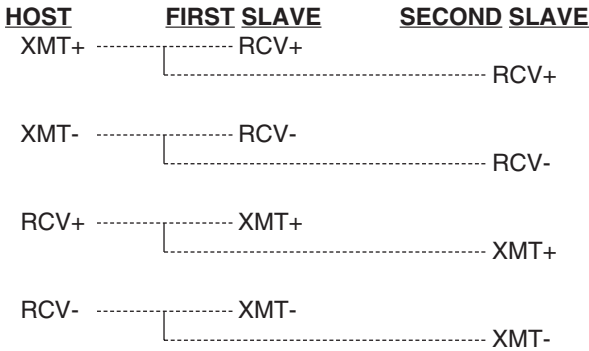 HOST FIRST SLAVE SECOND SLAVE
XMT+ RCV+
RCV+
XMT- RCV-
RCV-
RCV+ XMT+
XMT+
RCV- XMT-
XMT-